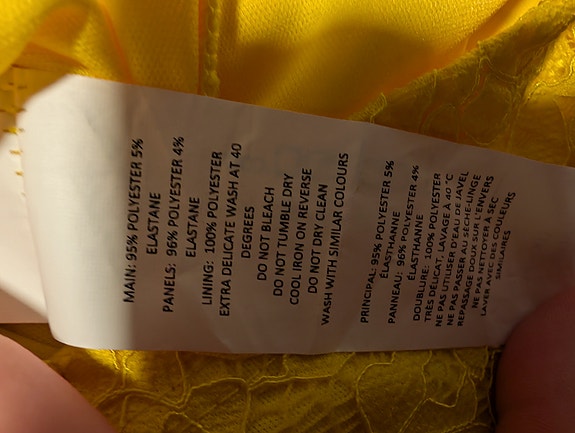 MAIN: 95% POLYESTER 5%
ELASTANE
PANELS: 96% POLYESTER 4%
ELASTANE
LINING: 100% POLYESTER
EXTRA DELICATE WASH AT 40
DEGREES
DO NOT BLEACH
DO NOT TUMBLE DRY
COOL IRON ON REVERSE
DO NOT DRY CLEAN
WASH WITH SIMILAR COLOURS
PRINCIPAL: 95% POLYESTER 5%
ÉLASTHANNE
PANNEAU: 96% POLYESTER 4%
ÉLASTHANNE
DOUBLURE: 100% POLYESTER
TRÈS DÉLICAT, LAVAGE À 40 °C
NE PAS UTILISER D'EAU DE JAVEL
NE PAS PASSER AU SÈCHE-LINGE
REPASSAGE DOUX SUR L'ENVERS
NE PAS NETTOYER À SEC
LAVER AVEC DES COULEURS
SIMILAIRES